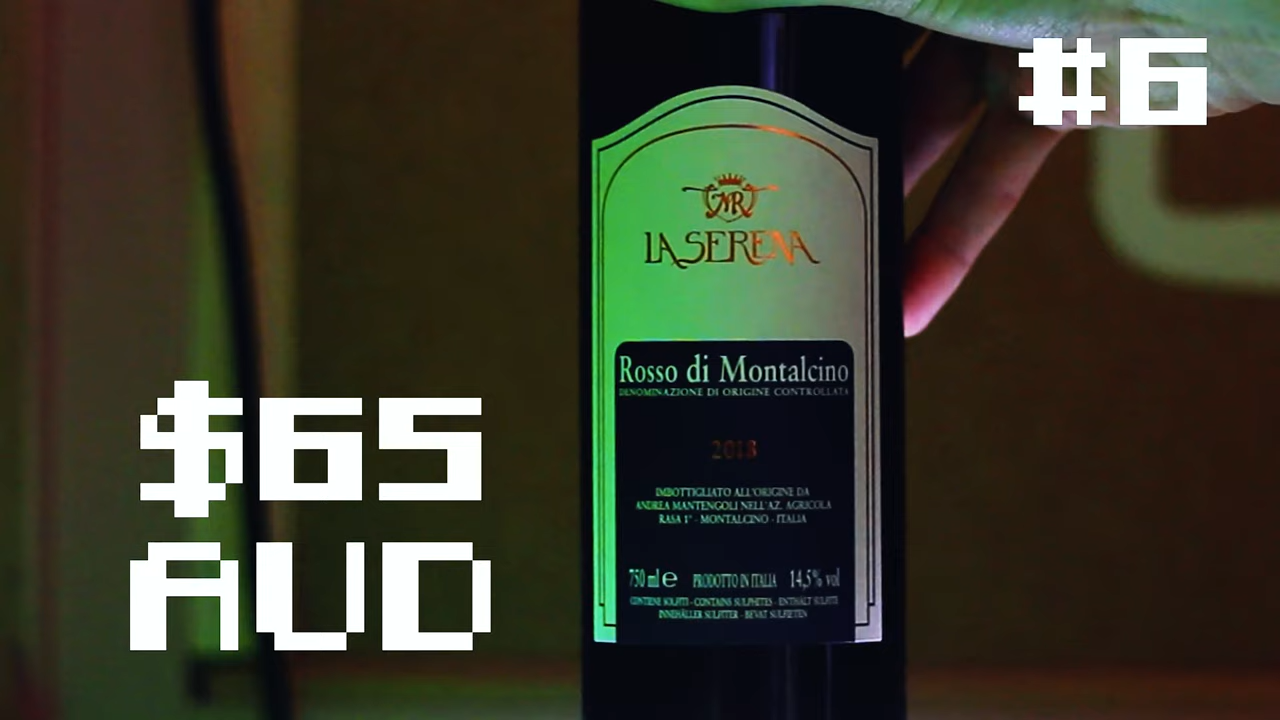 #6
MR
LA SERENA
Rosso di Montalcino
DENOMINAZIONE DI ORIGINE CONTROLLATA
2018
IMBOTTIGLIATO ALL'ORIGINE DA
ANDREA MANTENGOLI NELL'AZ. AGRICOLA
RASA 1ª - MONTALCINO - ITALIA
750 ml e PRODOTTO IN ITALIA 14,5% vol
CONTIENE SOLFITI - CONTAINS SULPHITES - ENTHÄLT SULFITE
INNEHÅLLER SULFITER - BEVAT SULFIETEN
$65
AUD